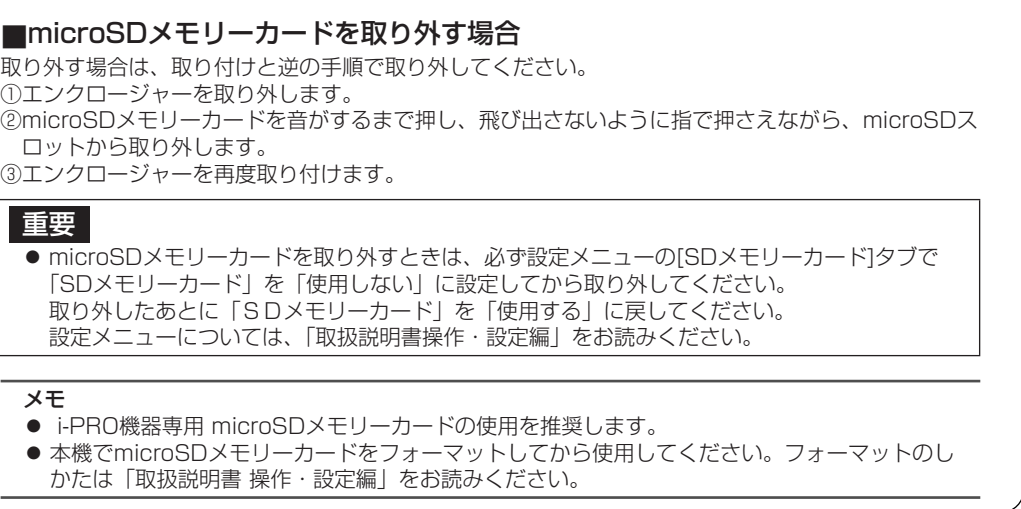 ■microSDメモリーカードを取り外す場合
取り外す場合は、取り付けと逆の手順で取り外してください。
①エンクロージャーを取り外します。
②microSDメモリーカードを音がするまで押し、飛び出さないように指で押さえながら、microSDス
ロットから取り外します。
③エンクロージャーを再度取り付けます。
重要
● microSDメモリーカードを取り外すときは、必ず設定メニューの[SDメモリーカード]タブで
「SDメモリーカード」を「使用しない」に設定してから取り外してください。
取り外したあとに「ＳＤメモリーカード」を「使用する」に戻してください。
設定メニューについては、「取扱説明書操作・設定編」をお読みください。
メモ
● i-PRO機器専用 microSDメモリーカードの使用を推奨します。
● 本機でmicroSDメモリーカードをフォーマットしてから使用してください。フォーマットのし
かたは「取扱説明書 操作・設定編」をお読みください。